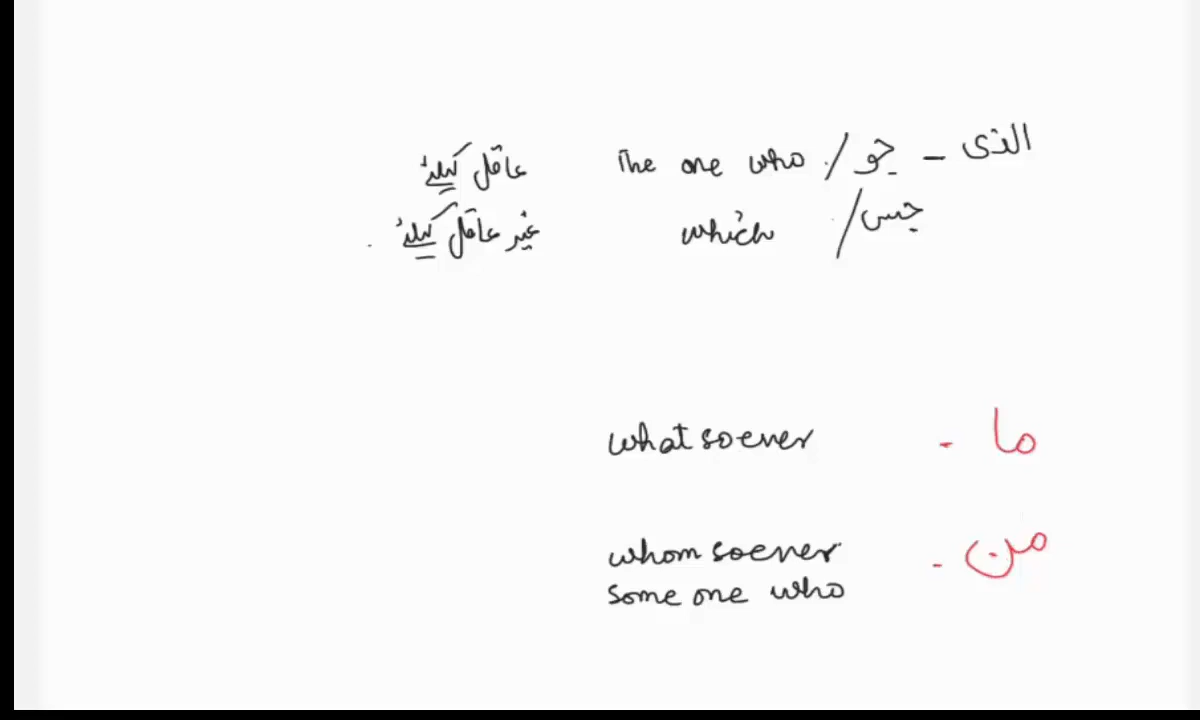 الذی - جو / The one who عاقل کیلئے
جس / which غیر عاقل کیلئے
ما - whatsoever
من - whomsoever
some one who